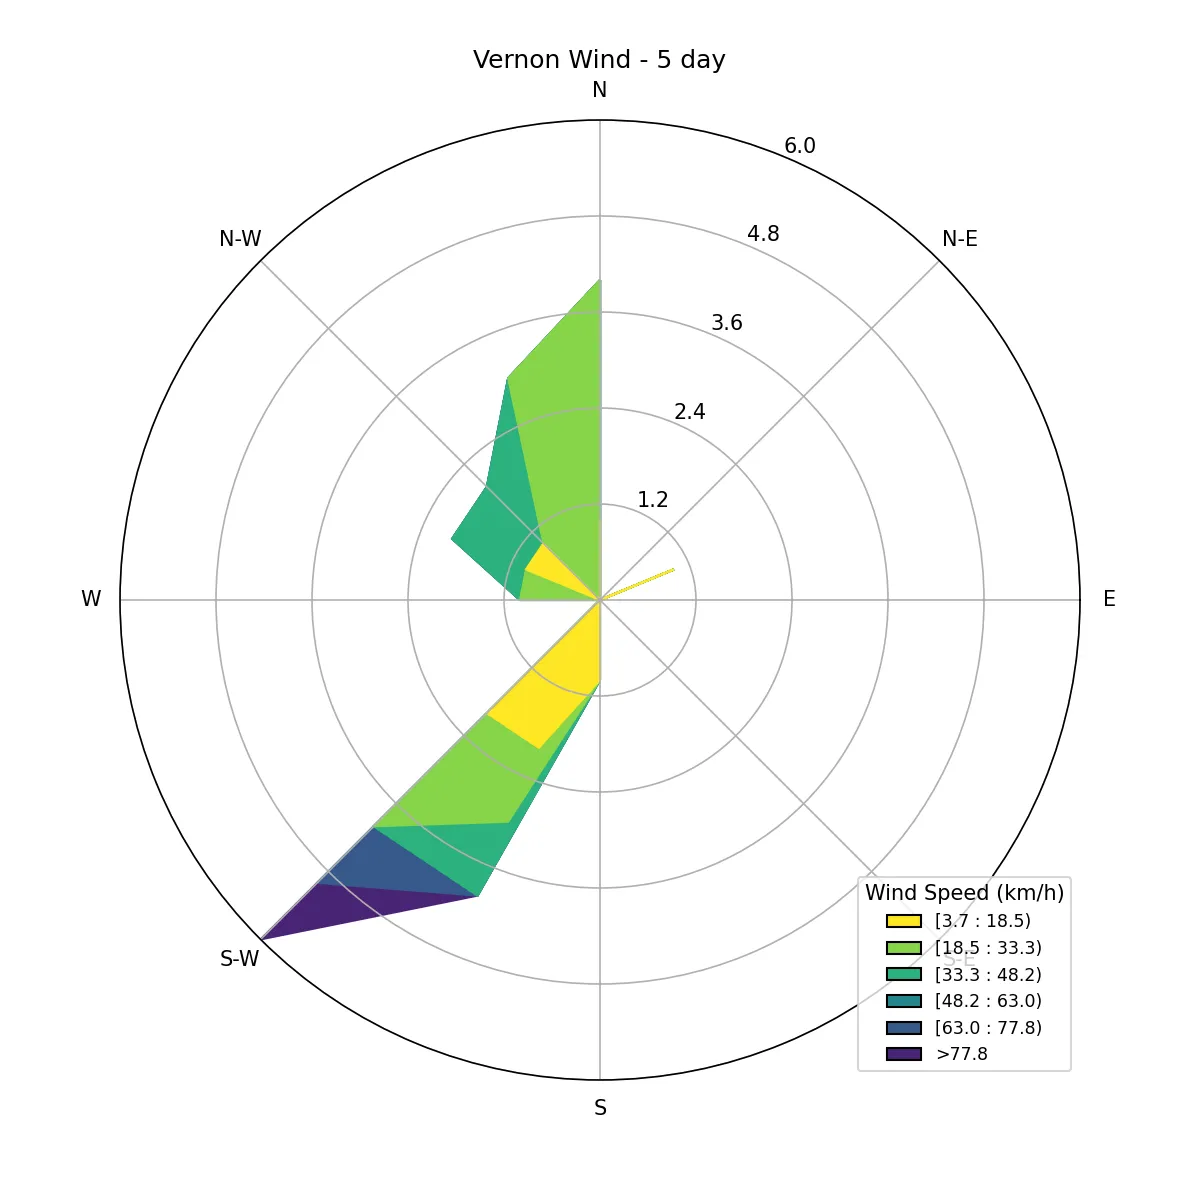 Vernon Wind - 5 day
N
6.0
N-W
4.8
N-E
3.6
2.4
1.2
W
E
S-W
S-E
S
Wind Speed (km/h)
[3.7 : 18.5)
[18.5 : 33.3)
[33.3 : 48.2)
[48.2 : 63.0)
[63.0 : 77.8)
>77.8